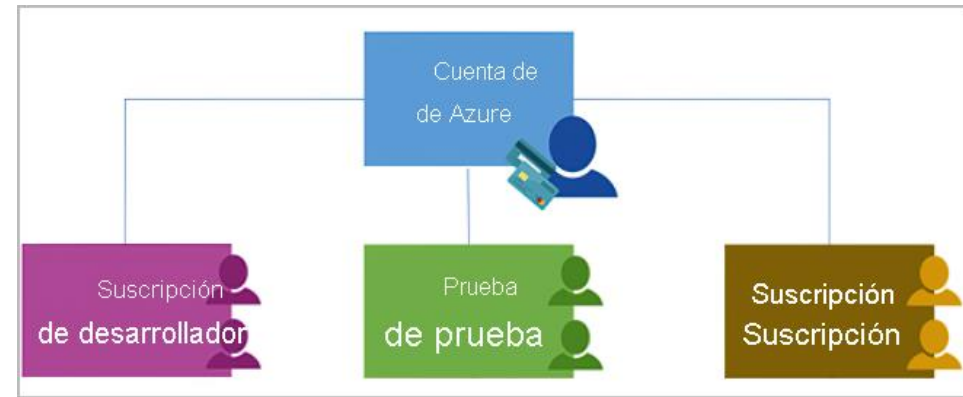 Cuenta de
de Azure
Suscripción
de desarrollador
Prueba
de prueba
Suscripción
Suscripción